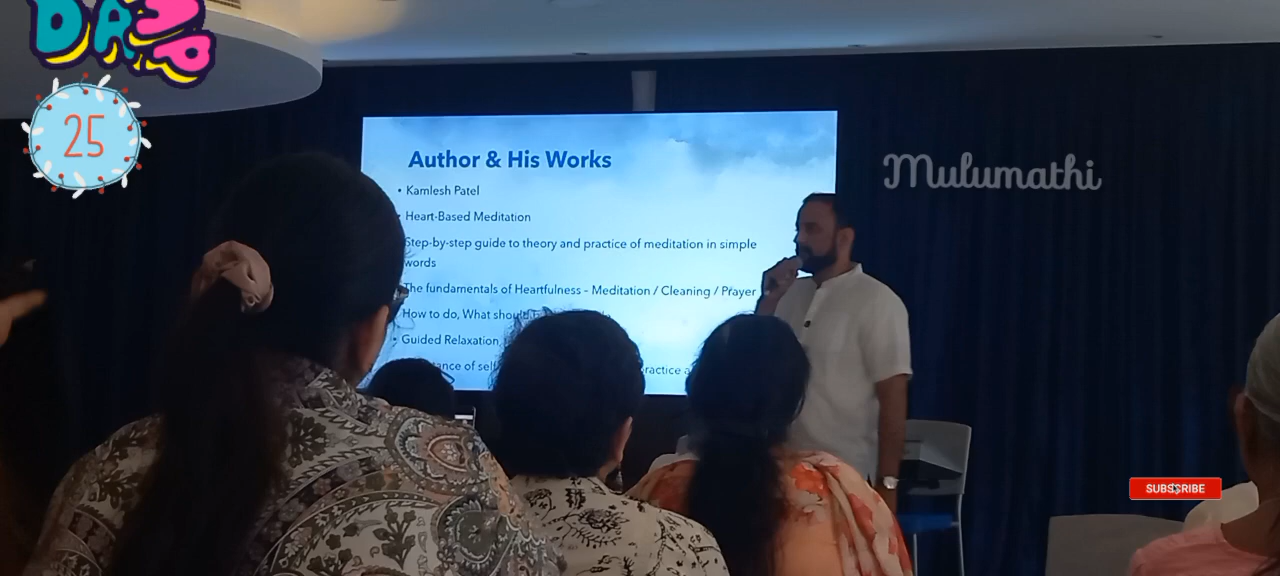 25
Author & His Works
Mulumathi
• Kamlesh Patel
Heart-Based Meditation
Step-by-step guide to theory and practice of meditation in simple
words
The fundamentals of Heartfulness - Meditation / Cleaning / Prayer
How to do, What should
• Guided Relaxation,
of self
SUBSCRIBE